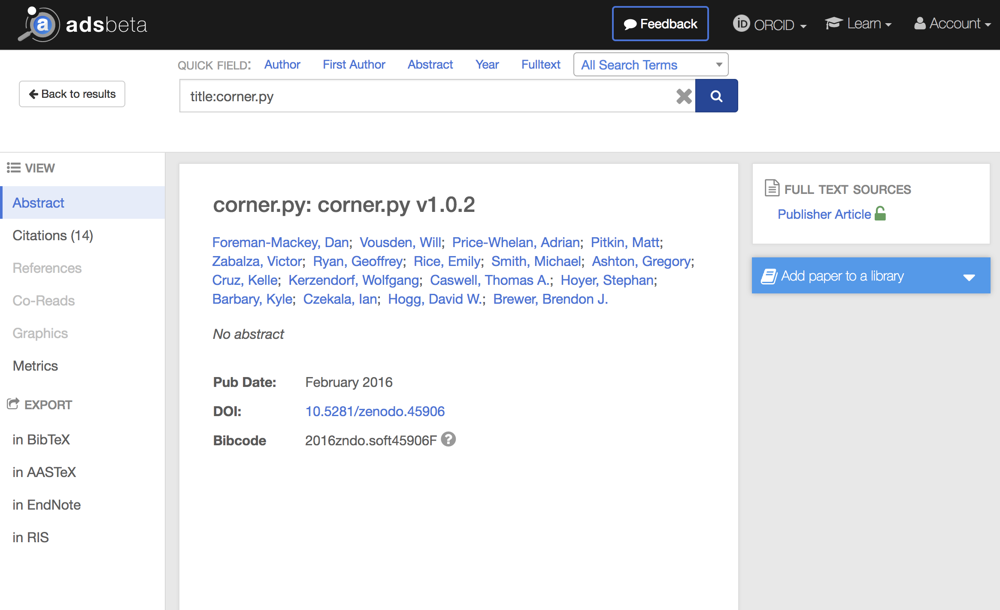 a adsbeta
Feedback
iD ORCID
Learn
Account
QUICK FIELD: Author First Author Abstract Year Fulltext All Search Terms
Back to results
title:corner.py
VIEW
Abstract
Citations (14)
References
Co-Reads
Graphics
Metrics
EXPORT
in BibTeX
in AASTeX
in EndNote
in RIS
corner.py: corner.py v1.0.2
Foreman-Mackey, Dan; Vousden, Will; Price-Whelan, Adrian; Pitkin, Matt;
Zabalza, Victor; Ryan, Geoffrey; Rice, Emily; Smith, Michael; Ashton, Gregory;
Cruz, Kelle; Kerzendorf, Wolfgang; Caswell, Thomas A.; Hoyer, Stephan;
Barbary, Kyle; Czekala, Ian; Hogg, David W.; Brewer, Brendon J.
No abstract
Pub Date: February 2016
DOI: 10.5281/zenodo.45906
Bibcode 2016zndo.soft45906F ?
FULL TEXT SOURCES
Publisher Article
Add paper to a library